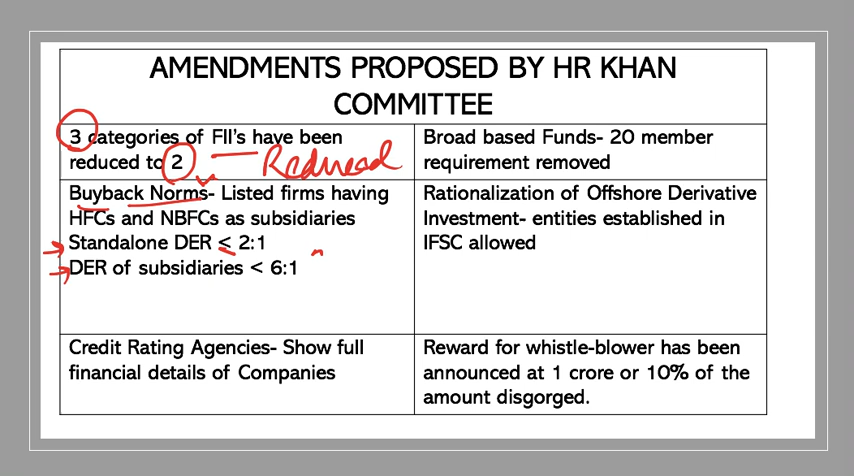 AMENDMENTS PROPOSED BY HR KHAN
COMMITTEE
3 categories of FII's have been
reduced to 2
Reduced
Broad based Funds- 20 member
requirement removed
Buyback Norms- Listed firms having
HFCs and NBFCs as subsidiaries
Standalone DER < 2:1
DER of subsidiaries < 6:1
Rationalization of Offshore Derivative
Investment- entities established in
IFSC allowed
Credit Rating Agencies- Show full
financial details of Companies
Reward for whistle-blower has been
announced at 1 crore or 10% of the
amount disgorged.